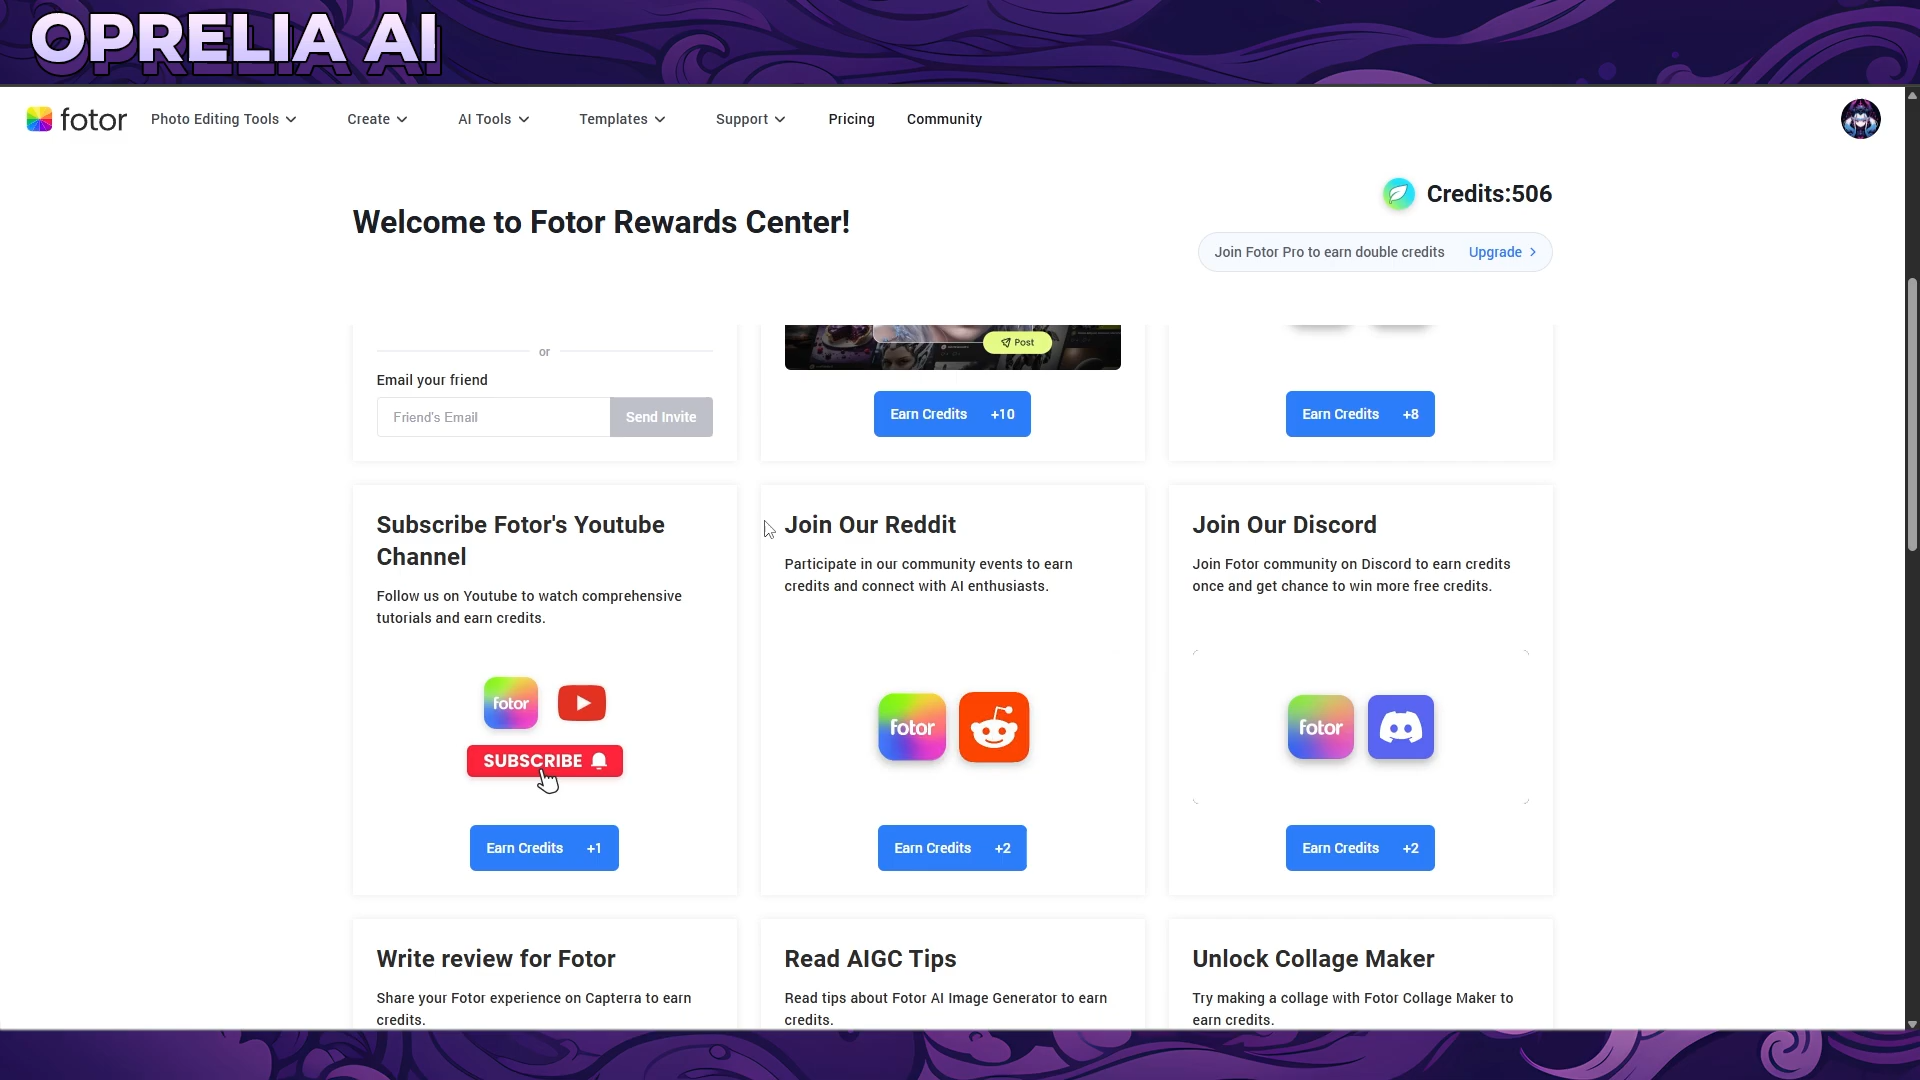 OPRELIA AI
fotor
Photo Editing Tools
Create
AI Tools
Templates
Support
Pricing
Community
Credits:506
Welcome to Fotor Rewards Center!
Join Fotor Pro to earn double credits Upgrade
or
Post
Email your friend
Friend's Email
Send Invite
Earn Credits +10
Earn Credits +8
Subscribe Fotor's Youtube
Channel
Follow us on Youtube to watch comprehensive
tutorials and earn credits.
fotor
SUBSCRIBE
Earn Credits +1
Join Our Reddit
Participate in our community events to earn
credits and connect with AI enthusiasts.
fotor
Earn Credits +2
Join Our Discord
Join Fotor community on Discord to earn credits
once and get chance to win more free credits.
fotor
Earn Credits +2
Write review for Fotor
Share your Fotor experience on Capterra to earn
credits.
Read AIGC Tips
Read tips about Fotor AI Image Generator to earn
credits.
Unlock Collage Maker
Try making a collage with Fotor Collage Maker to
earn credits.